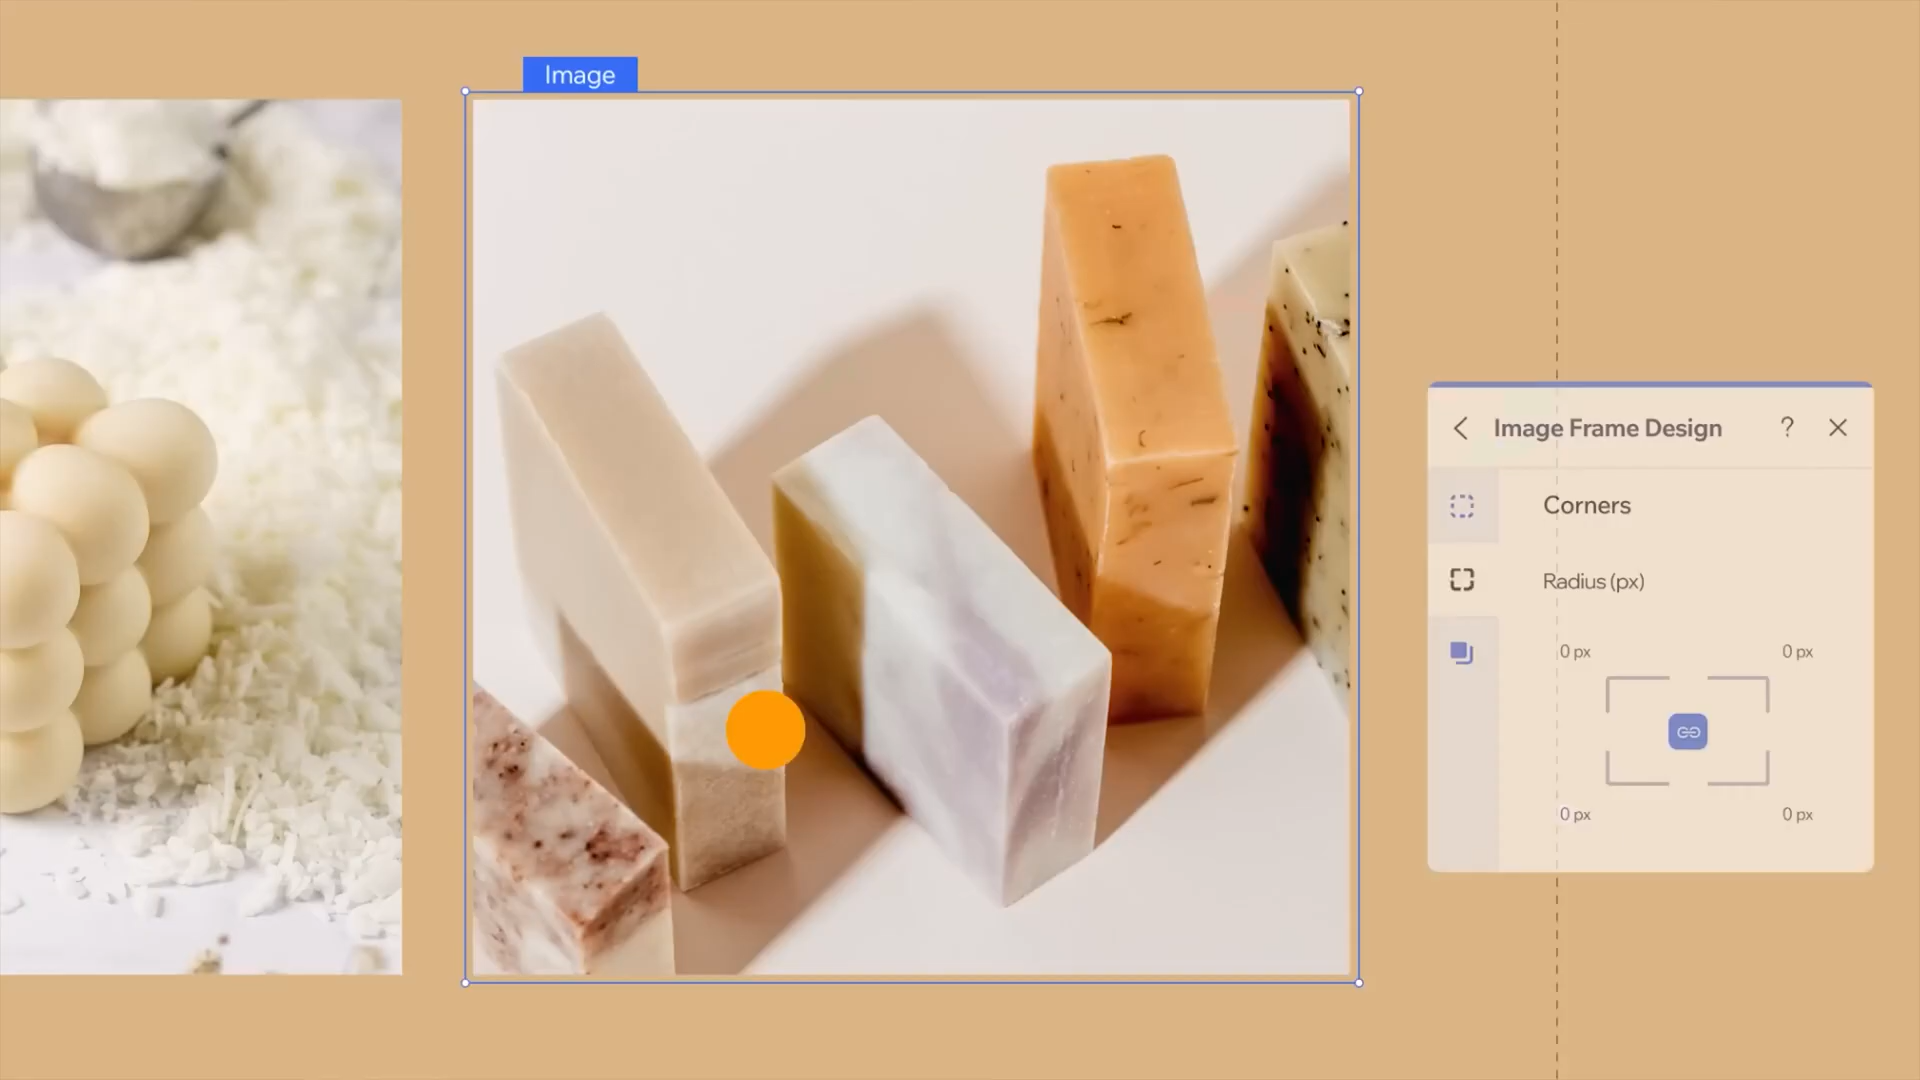 Image
Image Frame Design ?
Corners
Radius (px)
0 px 0 px
0 px 0 px